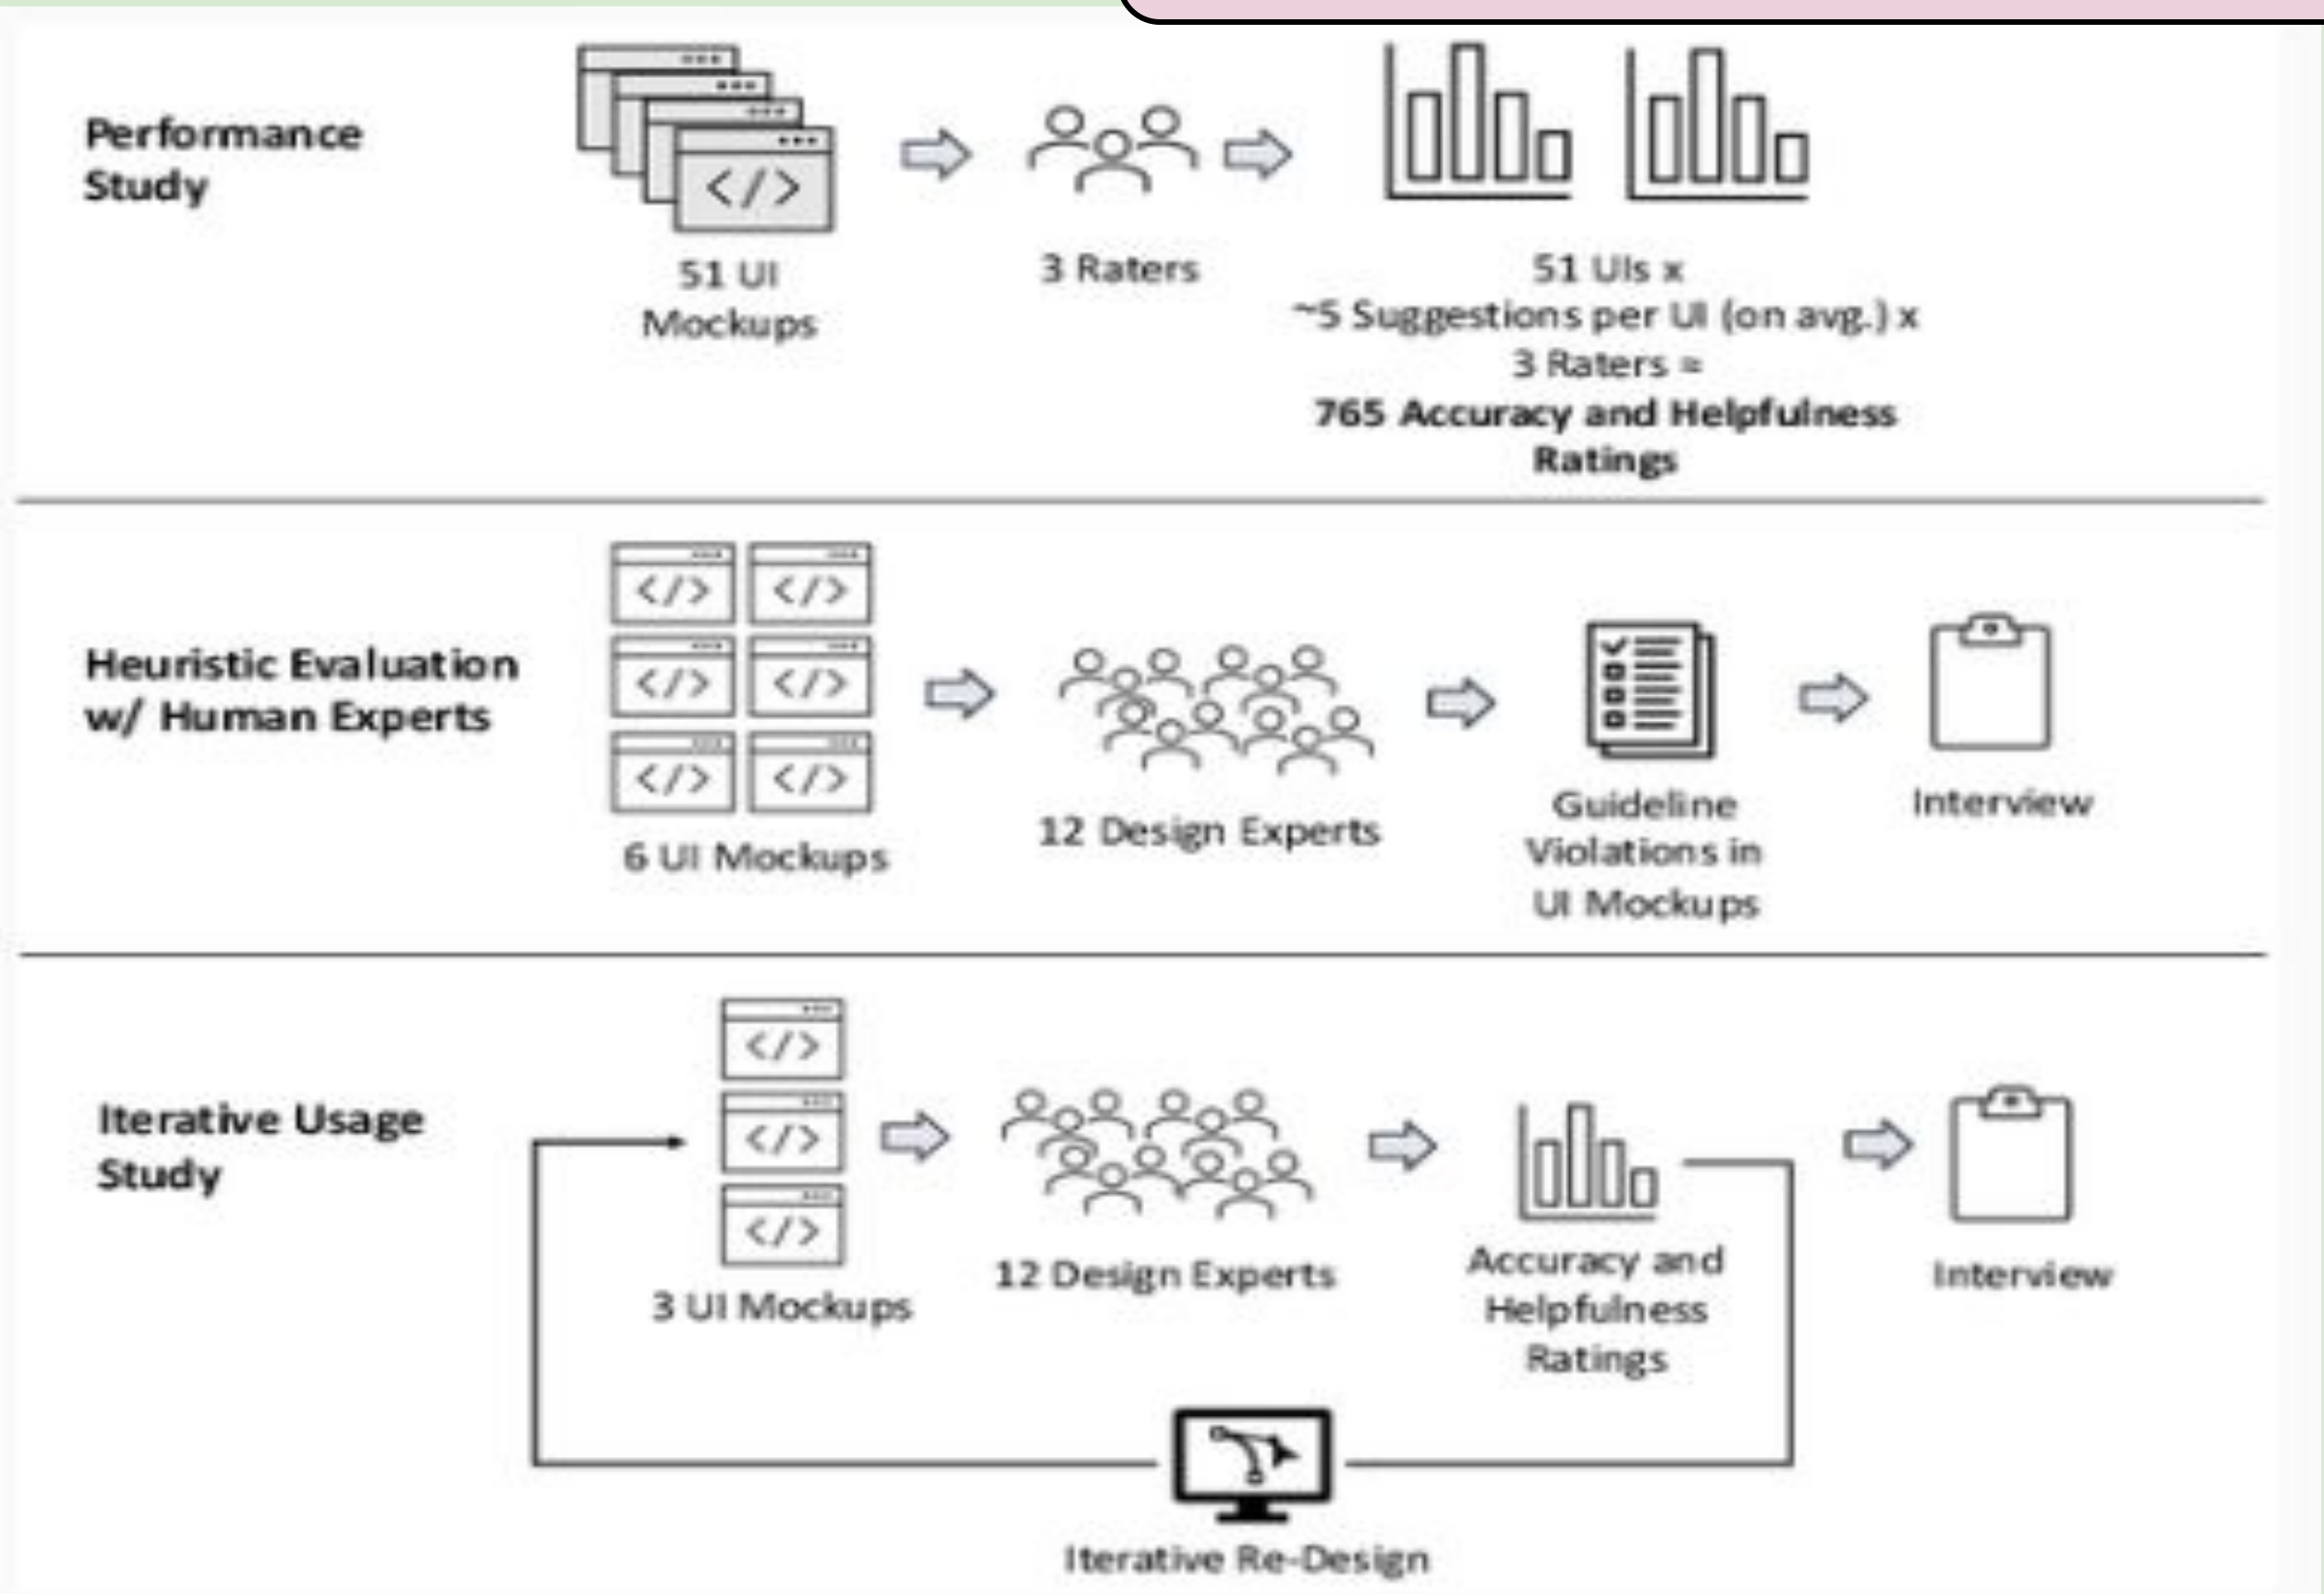 Performance
Study
51 UI
Mockups
3 Raters
51 UIs x
~5 Suggestions per UI (on avg.) x
3 Raters =
765 Accuracy and Helpfulness
Ratings
Heuristic Evaluation
w/ Human Experts
6 UI Mockups
12 Design Experts
Guideline
Violations in
UI Mockups
Interview
Iterative Usage
Study
3 UI Mockups
12 Design Experts
Accuracy and
Helpfulness
Ratings
Interview
Iterative Re-Design